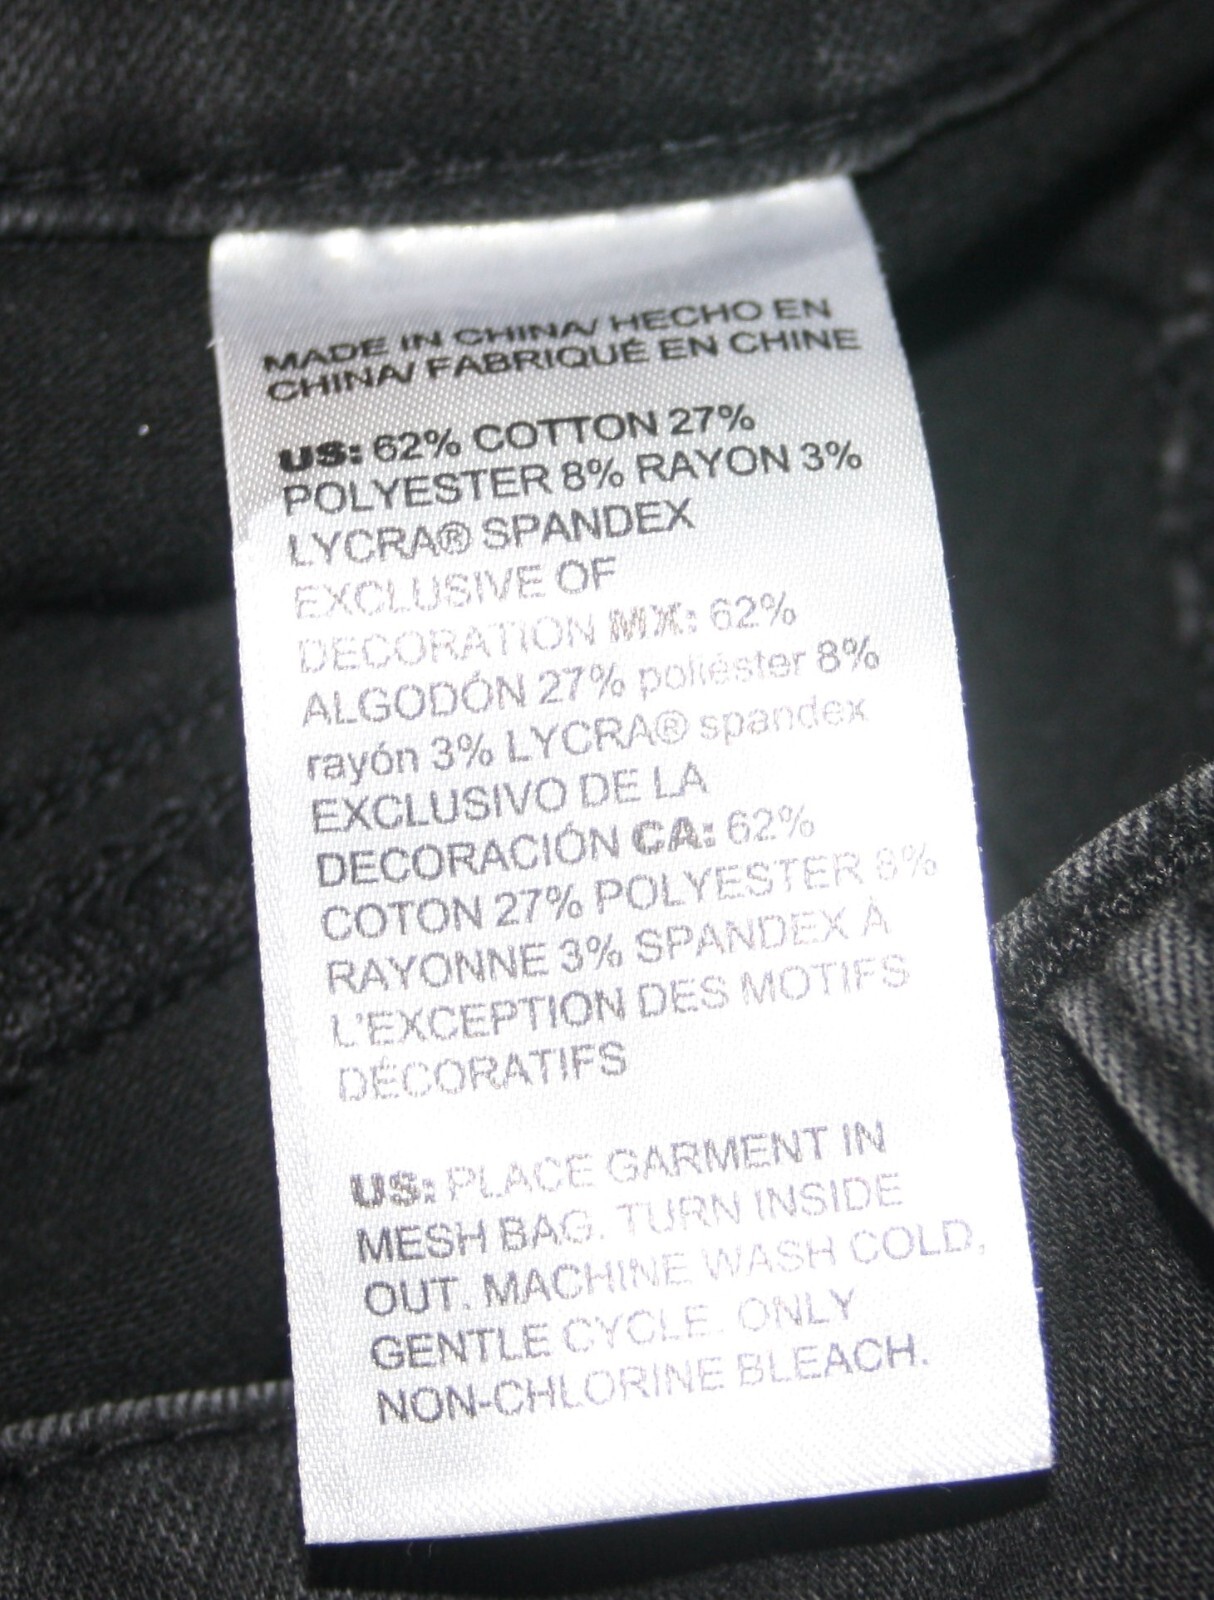 MADE IN CHINA/ HECHO EN
CHINA/ FABRIQUÉ EN CHINE
US: 62% COTTON 27%
POLYESTER 8% RAYON 3%
LYCRA® SPANDEX
EXCLUSIVE OF
DECORATION MX: 62%
ALGODÓN 27% poliéster 8%
rayón 3% LYCRA® spandex
EXCLUSIVO DE LA
DECORACIÓN CA: 62%
COTON 27% POLYESTER 8%
RAYONNE 3% SPANDEX À
L'EXCEPTION DES MOTIFS
DÉCORATIFS
US: PLACE GARMENT IN
MESH BAG. TURN INSIDE
OUT. MACHINE WASH COLD,
GENTLE CYCLE. ONLY
NON-CHLORINE BLEACH.